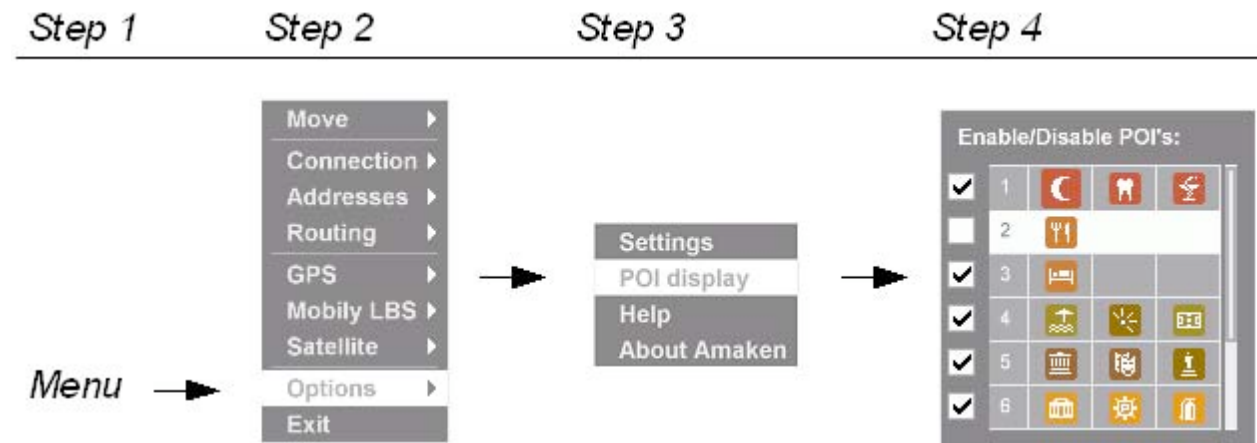 Step 1 Step 2 Step 3 Step 4
Menu
Move
Connection
Addresses
Routing
GPS
Mobily LBS
Satellite
Options
Exit
Settings
POI display
Help
About Amaken
Enable/Disable POI's:
1
2
3
4
5
6